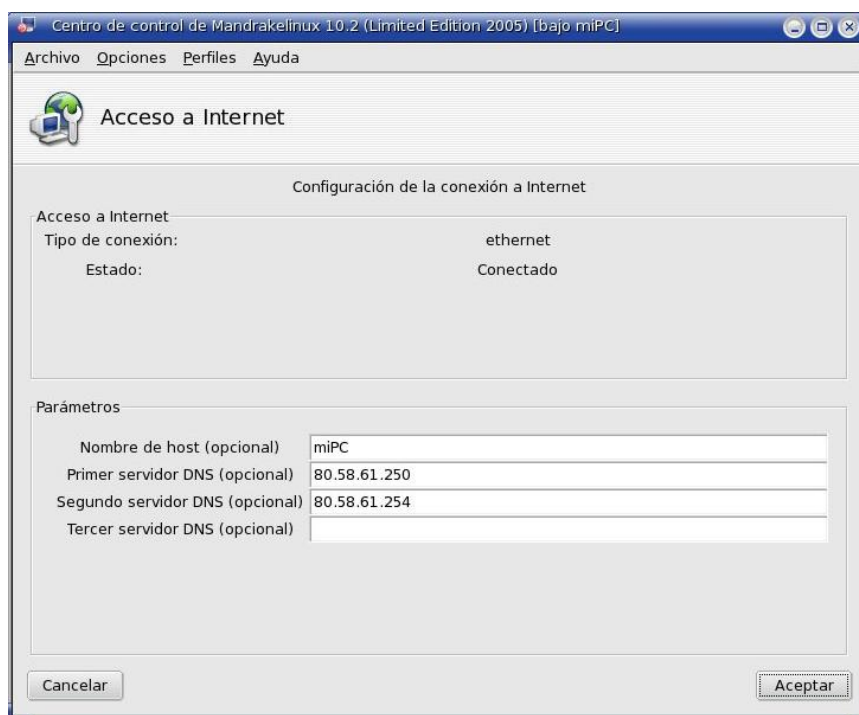 Centro de control de Mandrakelinux 10.2 (Limited Edition 2005) [bajo miPC]
Archivo Opciones Perfiles Ayuda
Acceso a Internet
Configuración de la conexión a Internet
Acceso a Internet
Tipo de conexión: ethernet
Estado: Conectado
Parámetros
Nombre de host (opcional) miPC
Primer servidor DNS (opcional) 80.58.61.250
Segundo servidor DNS (opcional) 80.58.61.254
Tercer servidor DNS (opcional)
Cancelar Aceptar